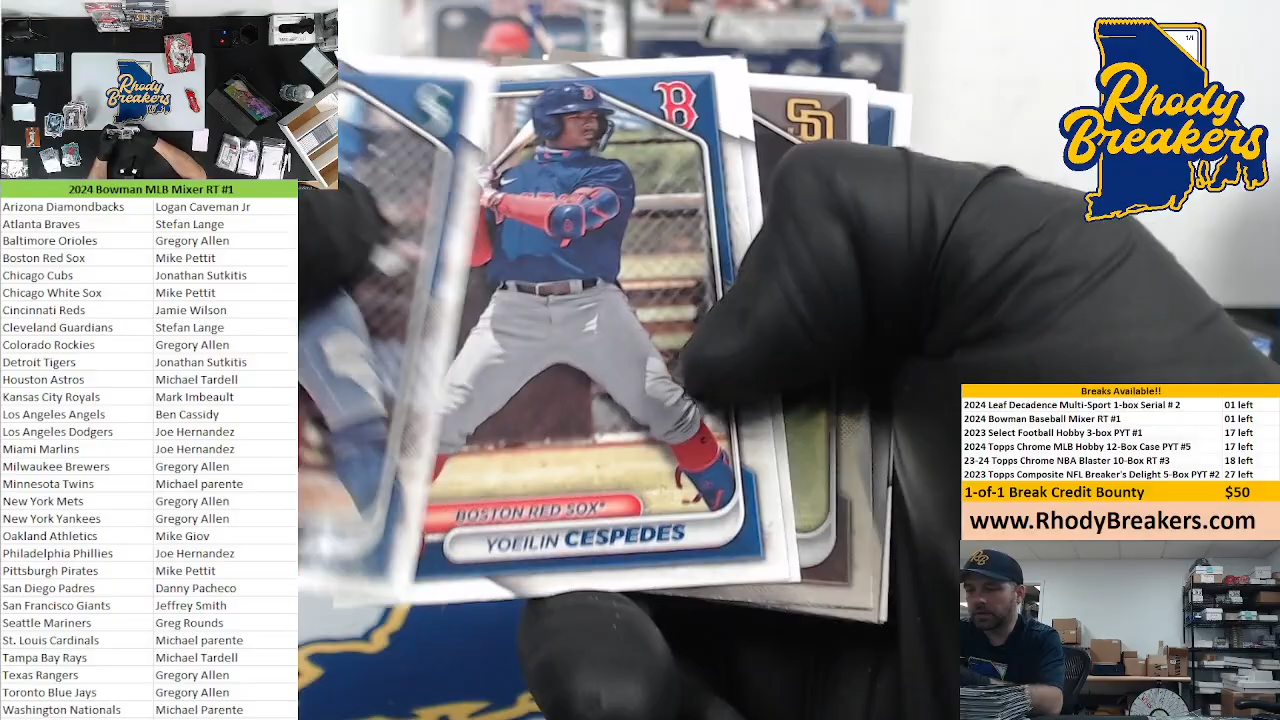 Rhody
Breakers
2024 Bowman MLB Mixer RT #1
Arizona Diamondbacks Logan Caveman Jr
Atlanta Braves Stefan Lange
Baltimore Orioles Gregory Allen
Boston Red Sox Mike Pettit
Chicago Cubs Jonathan Sutkitis
Chicago White Sox Mike Pettit
Cincinnati Reds Jamie Wilson
Cleveland Guardians Stefan Lange
Colorado Rockies Gregory Allen
Detroit Tigers Jonathan Sutkitis
Houston Astros Michael Tardell
Kansas City Royals Mark Imbeault
Los Angeles Angels Ben Cassidy
Los Angeles Dodgers Joe Hernandez
Miami Marlins Joe Hernandez
Milwaukee Brewers Gregory Allen
Minnesota Twins Michael parente
New York Mets Gregory Allen
New York Yankees Gregory Allen
Oakland Athletics Mike Giov
Philadelphia Phillies Joe Hernandez
Pittsburgh Pirates Mike Pettit
San Diego Padres Danny Pacheco
San Francisco Giants Jeffrey Smith
Seattle Mariners Greg Rounds
St. Louis Cardinals Michael parente
Tampa Bay Rays Michael Tardell
Texas Rangers Gregory Allen
Toronto Blue Jays Gregory Allen
Washington Nationals Michael Parente
S
B
B
SD
BOSTON RED SOX
YOEILIN CESPEDES
1/1
Rhody
Breakers
Breaks Available!!
2024 Leaf Decadence Multi-Sport 1-box Serial # 2 01 left
2024 Bowman Baseball Mixer RT #1 01 left
2023 Select Football Hobby 3-box PYT #1 17 left
2024 Topps Chrome MLB Hobby 12-Box Case PYT #5 17 left
23-24 Topps Chrome NBA Blaster 10-Box RT #3 18 left
2023 Topps Composite NFL Breaker's Delight 5-Box PYT #2 27 left
1-of-1 Break Credit Bounty $50
www.RhodyBreakers.com
RB